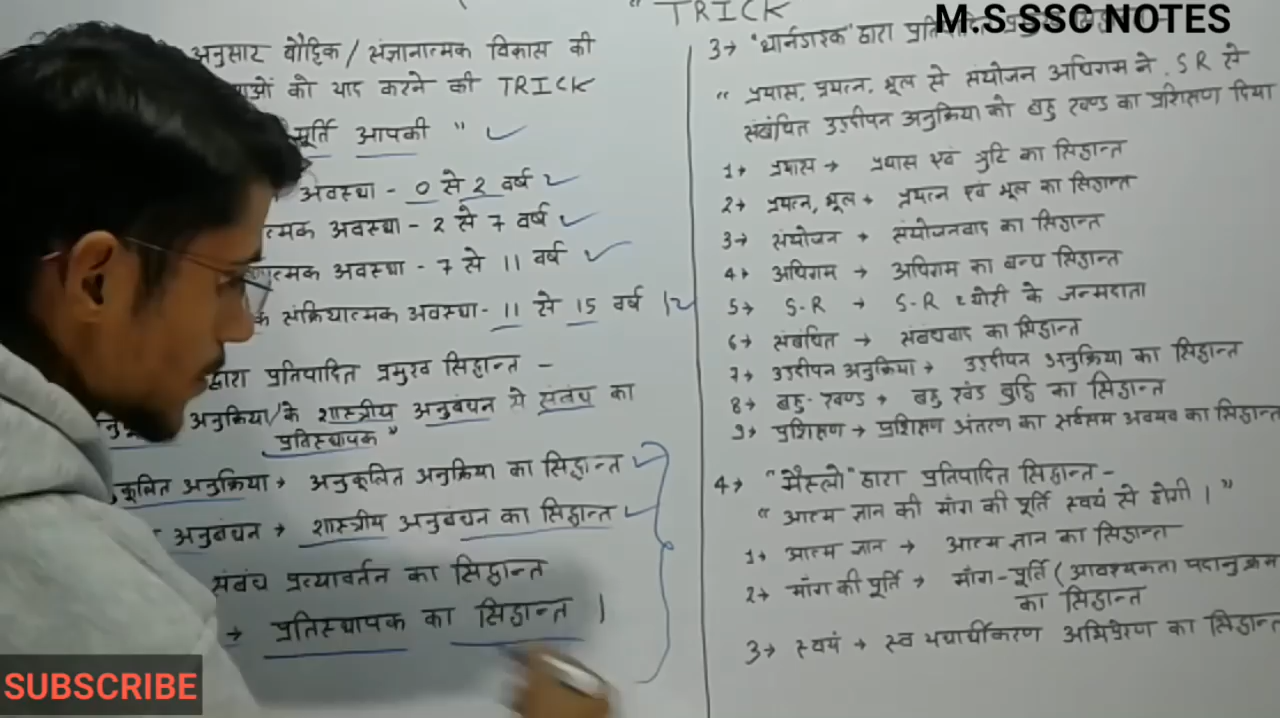 " TRICK
M.S SSC NOTES
अनुसार बौद्धिक / संज्ञानात्मक विकास की
को याद करने की TRICK
मूर्ति आपकी "
अवस्था - 0 से 2 वर्ष
त्मक अवस्था - 2 से 7 वर्ष
त्मक अवस्था - 7 से 11 वर्ष
क संक्रियात्मक अवस्था - 11 से 15 वर्ष
द्वारा प्रतिपादित प्रमुख सिद्धान्त -
अनुक्रिया के शास्त्रीय अनुबंधन से संबंध का
प्रतिस्थापक"
कूलित अनुक्रिया → अनुकूलित अनुक्रिया का सिद्धान्त
अनुबंधन → शास्त्रीय अनुबंधन का सिद्धान्त
संबंध प्रत्यावर्तन का सिद्धान्त
→ प्रतिस्थापक का सिद्धान्त ।
SUBSCRIBE
3→ "थार्नडाइक" द्वारा
" प्रयास, प्रयत्न, भूल से संयोजन अधिगम ने S R से
संबंधित उद्दीपन अनुक्रिया को बहु खण्ड का प्रशिक्षण दिया
1→ प्रयास → प्रयास एवं त्रुटि का सिद्धान्त
2→ प्रयत्न, भूल → प्रयत्न एवं भूल का सिद्धान्त
3→ संयोजन → संयोजनवाद का सिद्धान्त
4→ अधिगम → अधिगम का बन्ध सिद्धान्त
5→ S-R → S-R थ्योरी के जन्मदाता
6→ संबंधित → संबंधवाद का सिद्धान्त
7→ उद्दीपन अनुक्रिया → उद्दीपन अनुक्रिया का सिद्धान्त
8→ बहु-खण्ड → बहु खंड बुद्धि का सिद्धान्त
9→ प्रशिक्षण → प्रशिक्षण अंतरण का सर्वसम अवयव का सिद्धान्त
4→ "मैस्लो" द्वारा प्रतिपादित सिद्धान्त -
" आत्म ज्ञान की मांग की पूर्ति स्वयं से होगी । "
1→ आत्म ज्ञान → आत्म ज्ञान का सिद्धान्त
2→ मांग की पूर्ति → मांग-पूर्ति (आवश्यकता पदानुक्रम
का सिद्धान्त
3→ स्वयं → स्व यथार्थीकरण अभिप्रेरण का सिद्धान्त